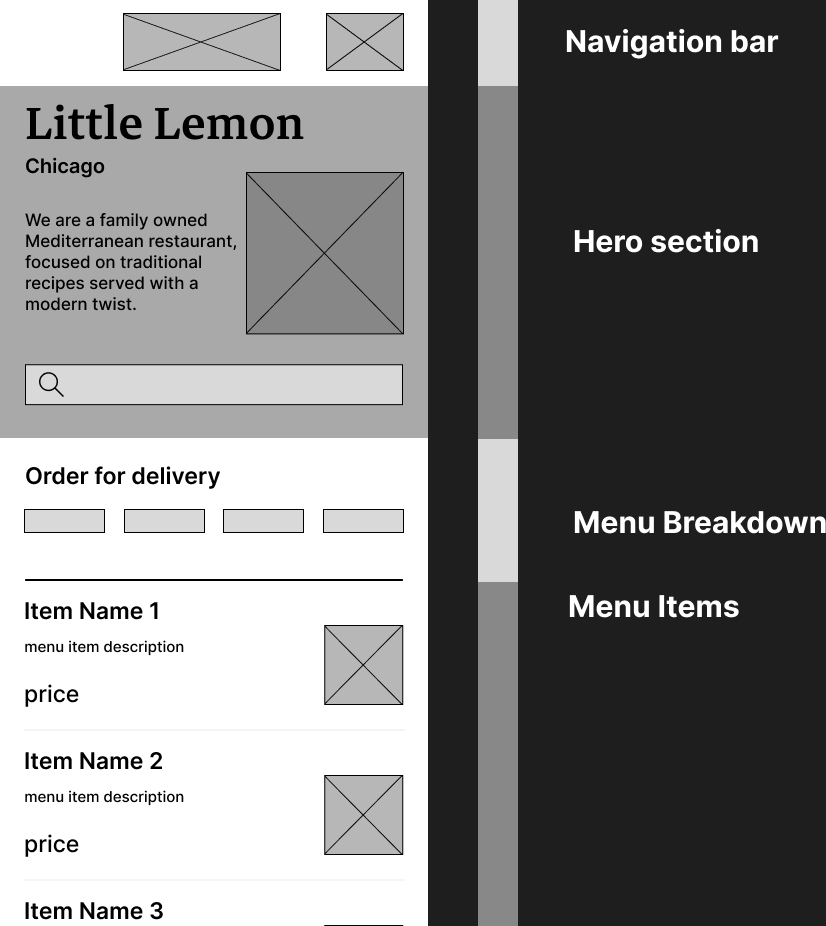 Navigation bar
Little Lemon
Chicago
We are a family owned
Mediterranean restaurant,
focused on traditional
recipes served with a
modern twist.
Hero section
Order for delivery
Menu Breakdown
Menu Items
Item Name 1
menu item description
price
Item Name 2
menu item description
price
Item Name 3